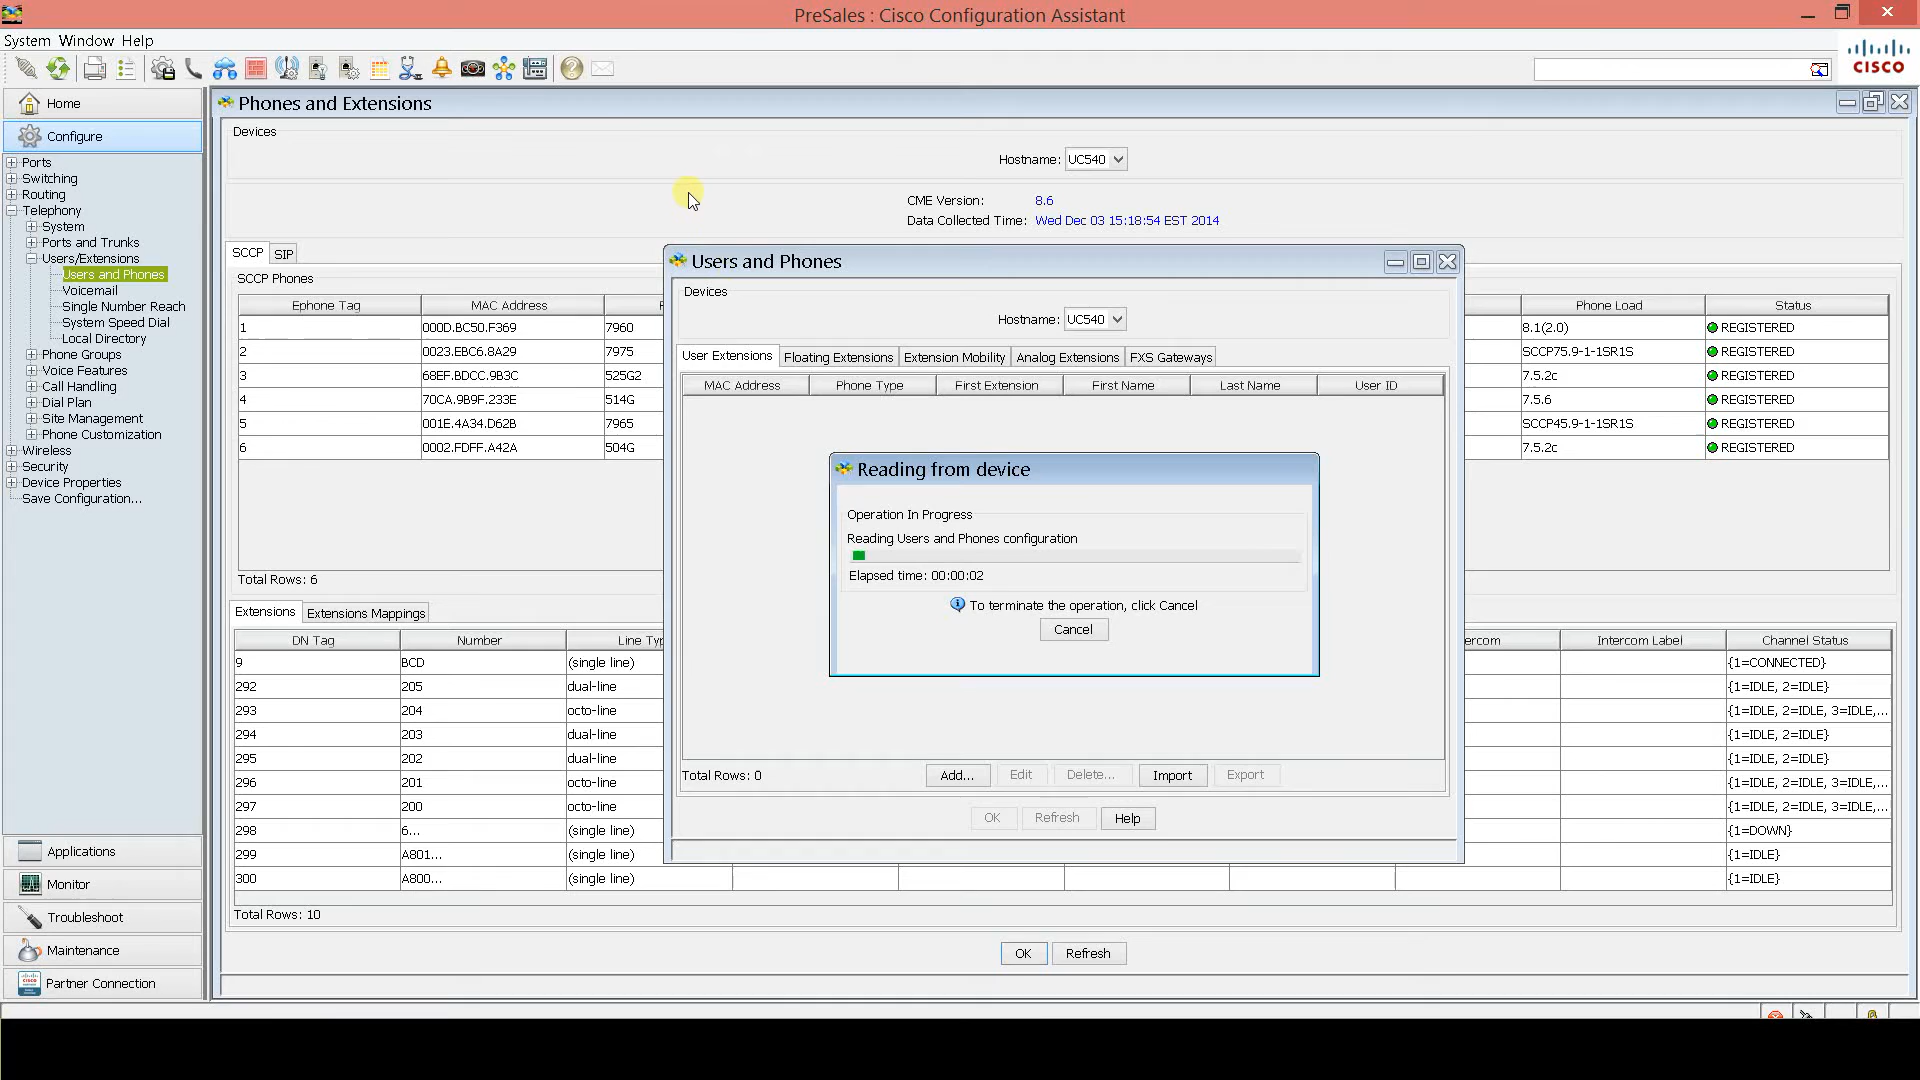 PreSales : Cisco Configuration Assistant
System Window Help
CISCO
Home
Configure
Ports
Switching
Routing
Telephony
System
Ports and Trunks
Users/Extensions
Users and Phones
Voicemail
Single Number Reach
System Speed Dial
Local Directory
Phone Groups
Voice Features
Call Handling
Dial Plan
Site Management
Phone Customization
Wireless
Security
Device Properties
Save Configuration...
Applications
Monitor
Troubleshoot
Maintenance
Partner Connection
Phones and Extensions
Devices
Hostname: UC540
CME Version: 8.6
Data Collected Time: Wed Dec 03 15:18:54 EST 2014
SCCP SIP
SCCP Phones
Ephone Tag MAC Address Phone Load Status
1 000D.BC50.F369 7960 8.1(2.0) REGISTERED
2 0023.EBC6.8A29 7975 SCCP75.9-1-1SR1S REGISTERED
3 68EF.BDCC.9B3C 525G2 7.5.2c REGISTERED
4 70CA.9B9F.233E 514G 7.5.6 REGISTERED
5 001E.4A34.D62B 7965 SCCP45.9-1-1SR1S REGISTERED
6 0002.FDFF.A42A 504G 7.5.2c REGISTERED
Total Rows: 6
Extensions Extensions Mappings
DN Tag Number Line Typ ercom Intercom Label Channel Status
9 BCD (single line) {1=CONNECTED}
292 205 dual-line {1=IDLE, 2=IDLE}
293 204 octo-line {1=IDLE, 2=IDLE, 3=IDLE,...
294 203 dual-line {1=IDLE, 2=IDLE}
295 202 dual-line {1=IDLE, 2=IDLE}
296 201 octo-line {1=IDLE, 2=IDLE, 3=IDLE,...
297 200 octo-line {1=IDLE, 2=IDLE, 3=IDLE,...
298 6... (single line) {1=DOWN}
299 A801... (single line) {1=IDLE}
300 A800... (single line) {1=IDLE}
Total Rows: 10
OK Refresh
Users and Phones
Devices
Hostname: UC540
User Extensions Floating Extensions Extension Mobility Analog Extensions FXS Gateways
MAC Address Phone Type First Extension First Name Last Name User ID
Total Rows: 0 Add... Edit Delete... Import Export
OK Refresh Help
Reading from device
Operation In Progress
Reading Users and Phones configuration
Elapsed time: 00:00:02
To terminate the operation, click Cancel
Cancel